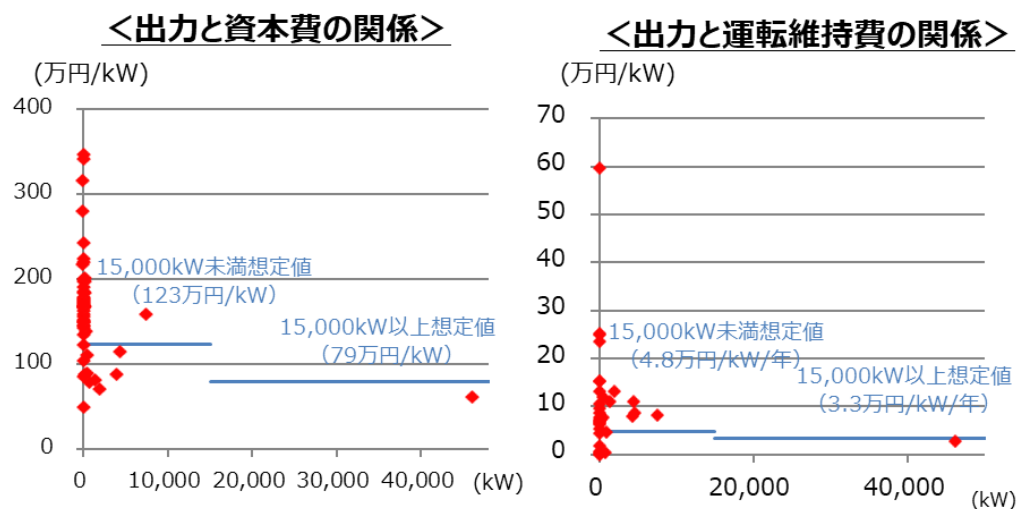 <出力と資本費の関係>
(万円/kW)
400
300
200
100
0
15,000kW未満想定値
（123万円/kW）
15,000kW以上想定値
（79万円/kW）
0 10,000 20,000 30,000 40,000 (kW)
<出力と運転維持費の関係>
(万円/kW)
70
60
50
40
30
20
10
0
15,000kW未満想定値
（4.8万円/kW/年）
15,000kW以上想定値
（3.3万円/kW/年）
0 20,000 40,000 (kW)